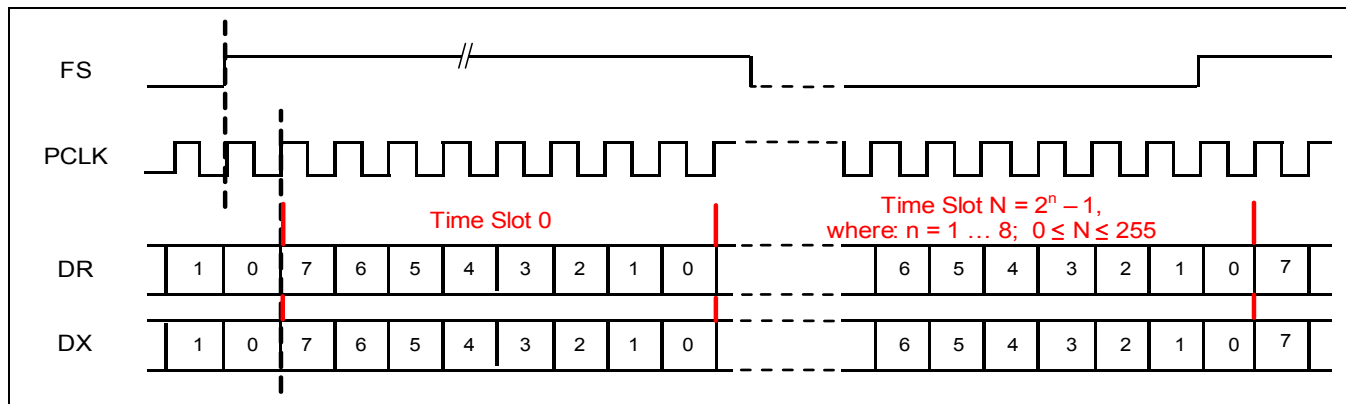 FS
PCLK
Time Slot 0
Time Slot N = 2ⁿ – 1,
where: n = 1 ... 8; 0 ≤ N ≤ 255
DR 1 0 7 6 5 4 3 2 1 0 6 5 4 3 2 1 0 7
DX 1 0 7 6 5 4 3 2 1 0 6 5 4 3 2 1 0 7